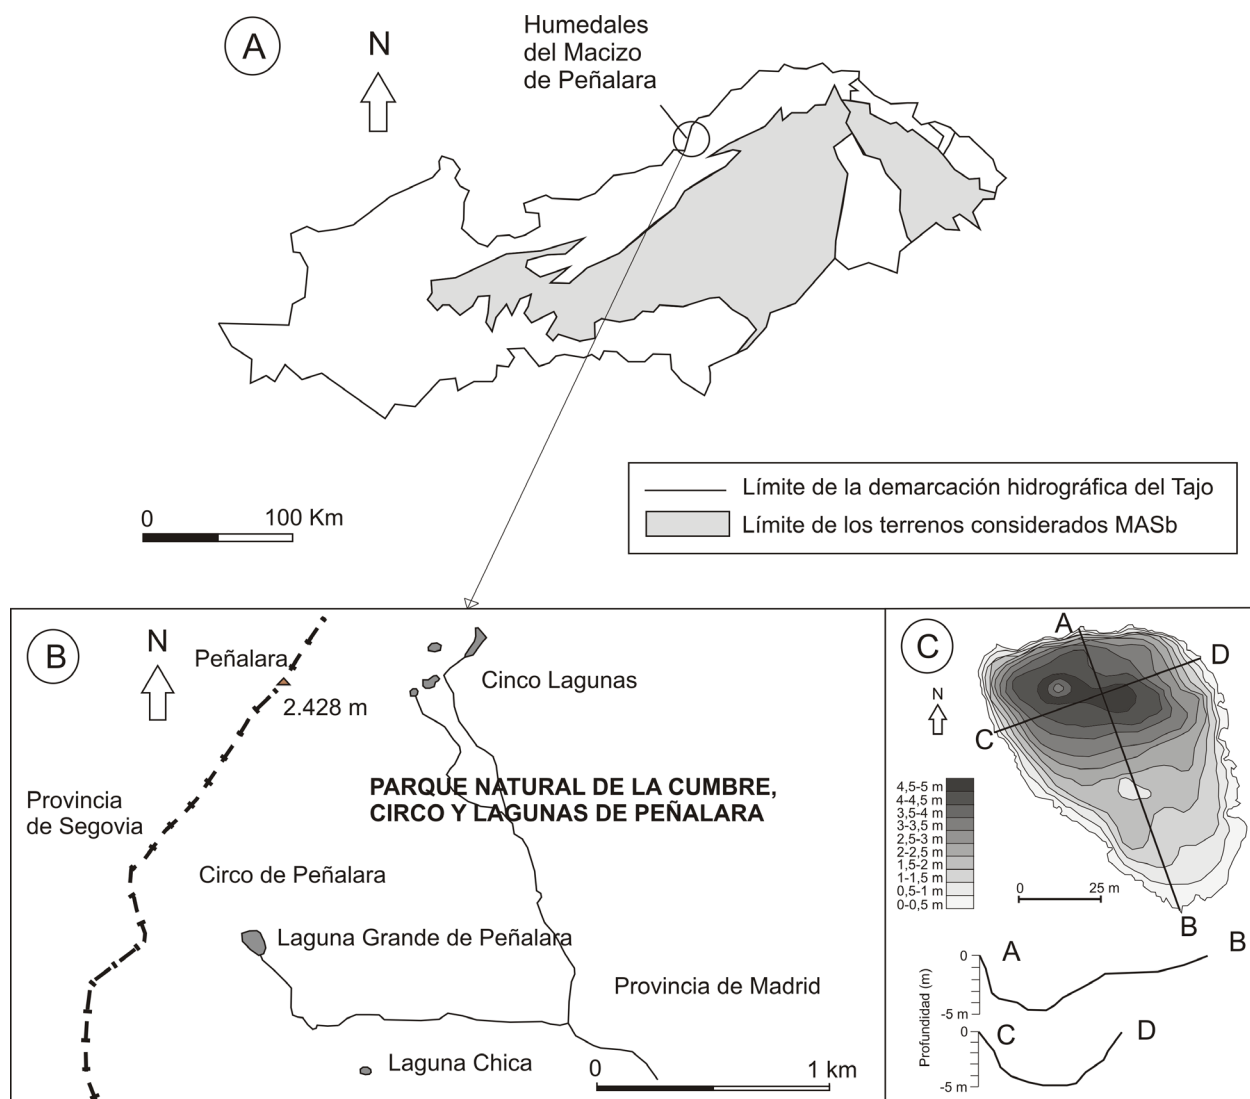 A
N
Humedales
del Macizo
de Peñalara
0
100 Km
Límite de la demarcación hidrográfica del Tajo
Límite de los terrenos considerados MASb
B
N
Peñalara
2.428 m
Cinco Lagunas
PARQUE NATURAL DE LA CUMBRE,
CIRCO Y LAGUNAS DE PEÑALARA
Provincia
de Segovia
Circo de Peñalara
Laguna Grande de Peñalara
Provincia de Madrid
Laguna Chica
0
1 km
C
N
A
D
C
B
4,5-5 m
4-4,5 m
3,5-4 m
3-3,5 m
2,5-3 m
2-2,5 m
1,5-2 m
1-1,5 m
0,5-1 m
0-0,5 m
0
25 m
Profundidad (m)
0
-5 m
A
B
0
-5 m
C
D